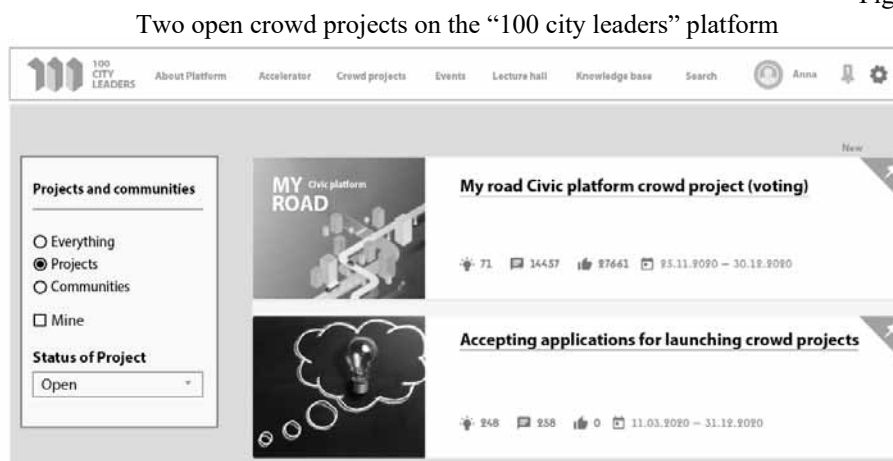 Fig
Two open crowd projects on the “100 city leaders” platform
100
CITY
LEADERS
About Platform Accelerator Crowd projects Events Lecture hall Knowledge base Search Anna
New
Projects and communities
Everything
Projects
Communities
Mine
Status of Project
Open
MY Civic platform
ROAD
My road Civic platform crowd project (voting)
71 14457 27661 25.11.2020 – 30.12.2020
Accepting applications for launching crowd projects
248 258 0 11.03.2020 – 31.12.2020